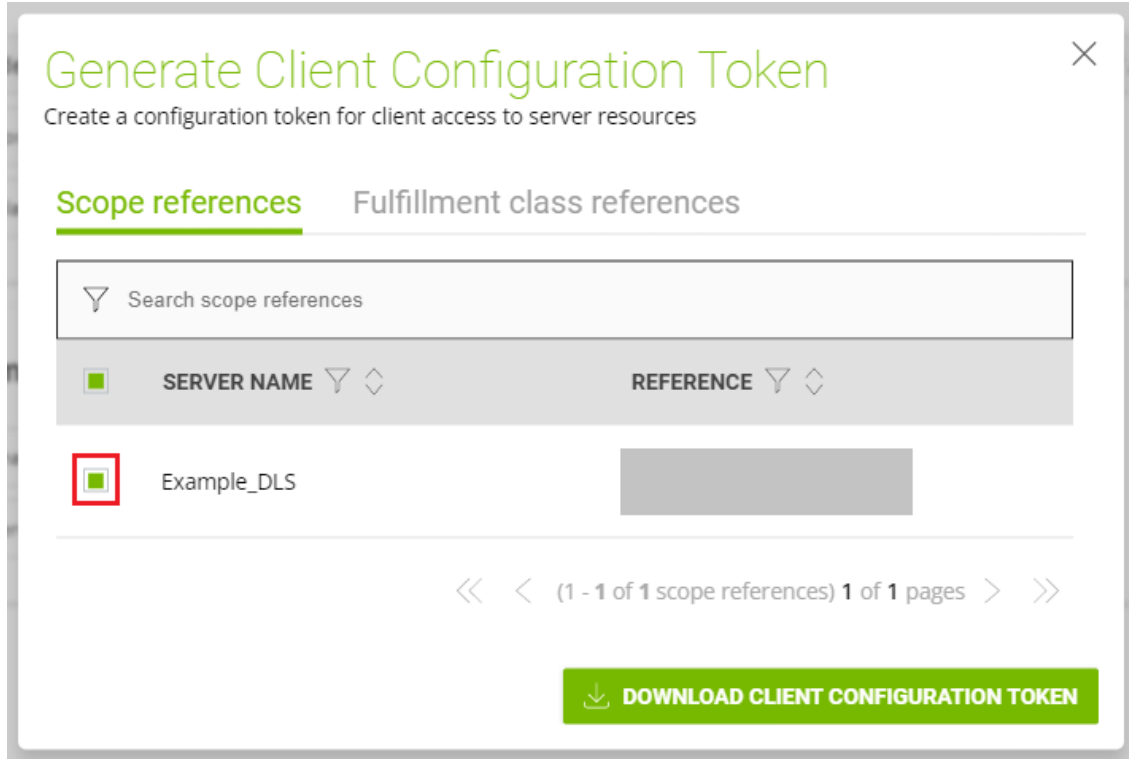 Generate Client Configuration Token
Create a configuration token for client access to server resources
Scope references Fulfillment class references
Search scope references
SERVER NAME REFERENCE
Example_DLS
(1 - 1 of 1 scope references) 1 of 1 pages
DOWNLOAD CLIENT CONFIGURATION TOKEN